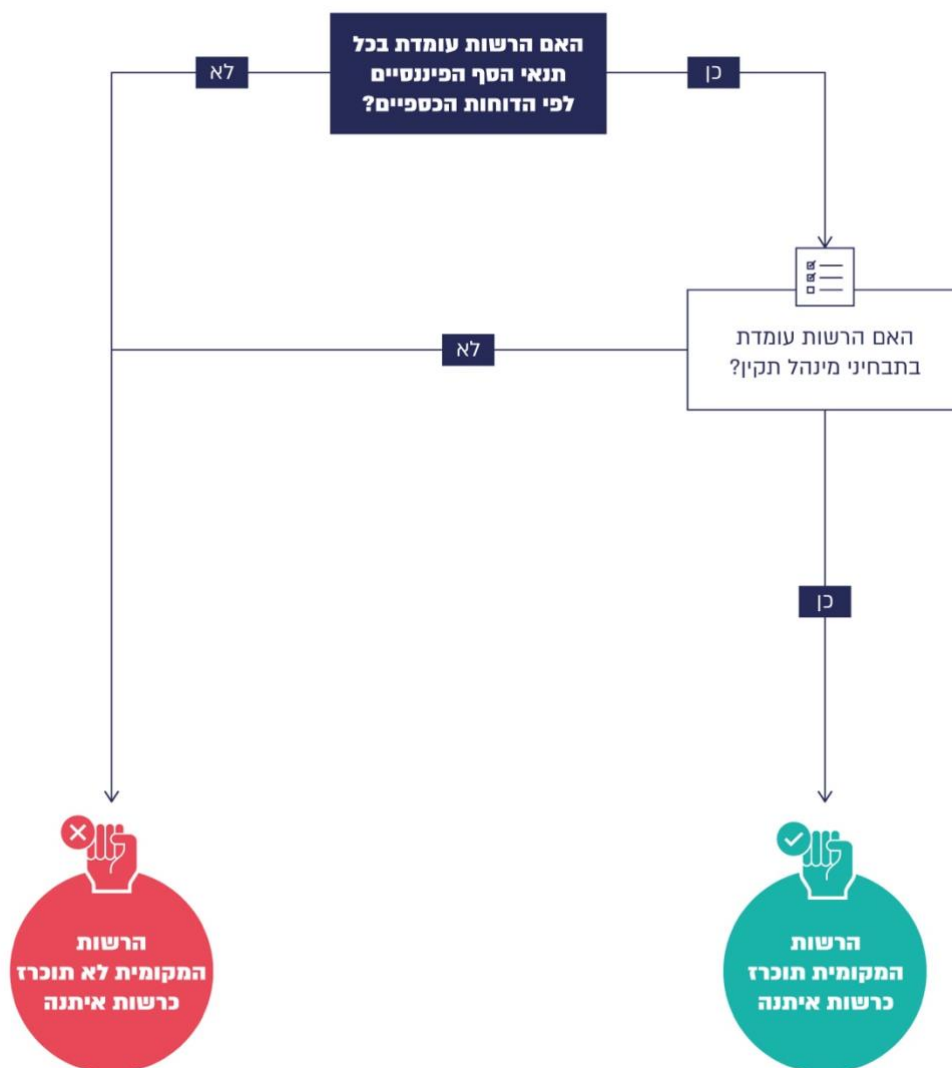 האם הרשות עומדת בכל
תנאי הסף הפיננסיים
לפי הדוחות הכספיים?
כן
לא
האם הרשות עומדת
בתבחיני מינהל תקין?
לא
כן
הרשות
המקומית תוכרז
כרשות איתנה
הרשות
המקומית לא תוכרז
כרשות איתנה